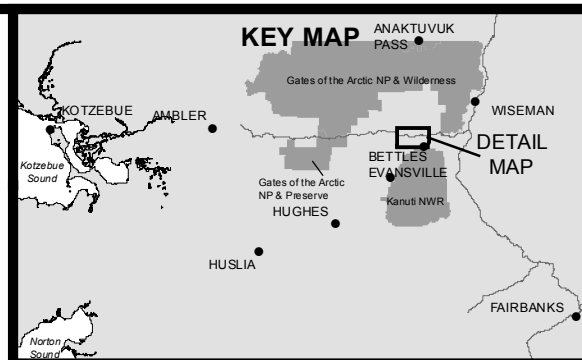 KEY MAP
ANAKTUVUK
PASS
Gates of the Arctic NP & Wilderness
KOTZEBUE
AMBLER
WISEMAN
Kotzebue
Sound
DETAIL
MAP
BETTLES
EVANSVILLE
Gates of the Arctic
NP & Preserve
Kanuti NWR
HUGHES
HUSLIA
FAIRBANKS
Norton
Sound